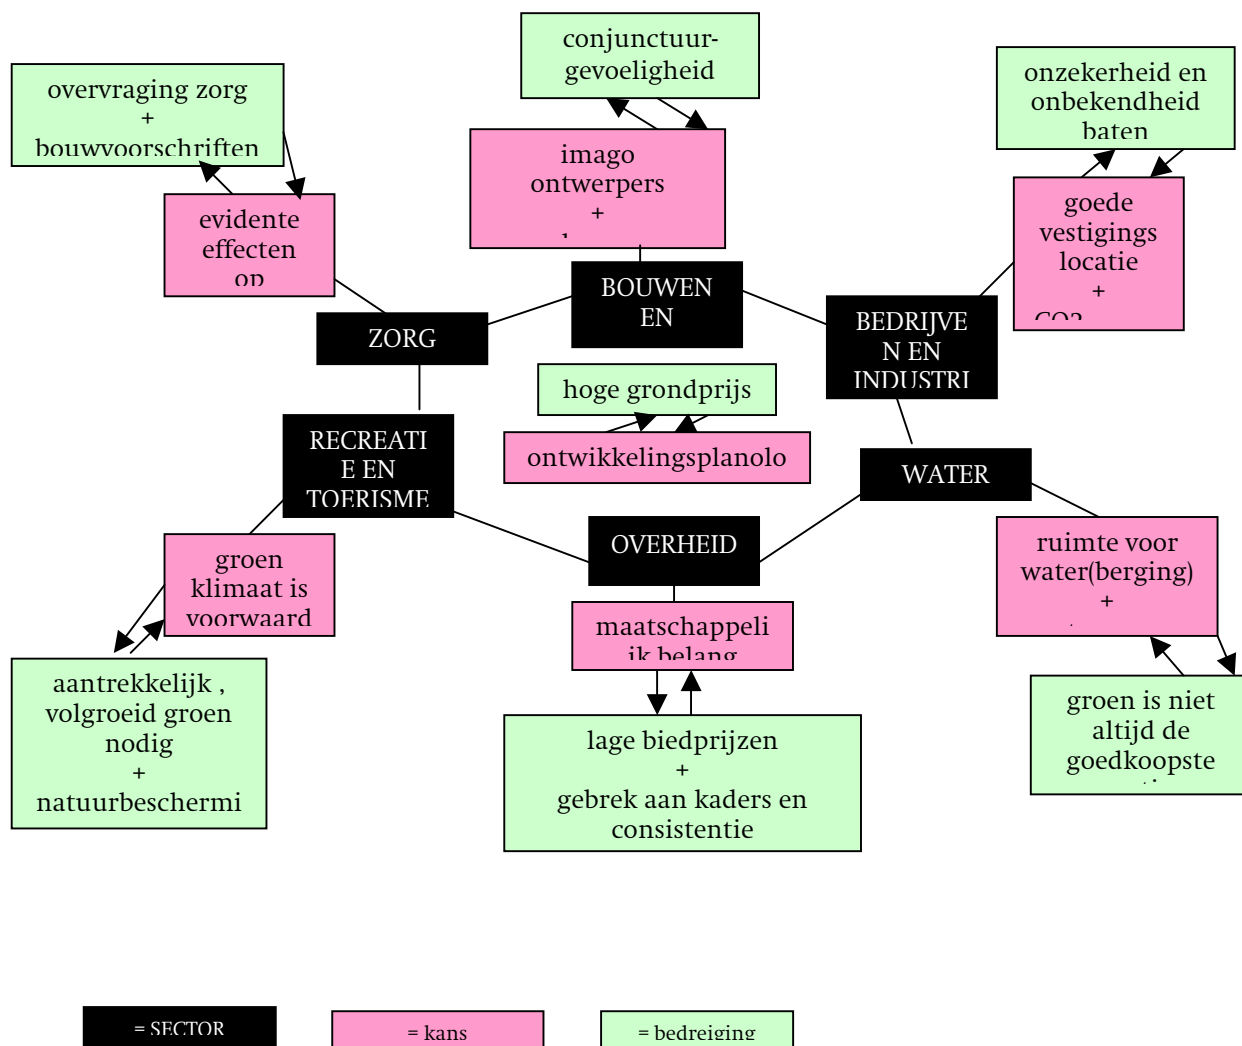 conjunctuur-
gevoeligheid
onzekerheid en
onbekendheid
baten
overvraging zorg
+
bouwvoorschriften
imago
ontwerpers
+
goede
vestigings
locatie
+
CO2
evidente
effecten
op
BOUWEN
EN
BEDRIJVE
N EN
INDUSTRI
ZORG
hoge grondprijs
RECREATI
E EN
TOERISME
ontwikkelingsplanolo
WATER
OVERHEID
ruimte voor
water(berging)
+
groen
klimaat is
voorwaard
maatschappeli
jk belang
aantrekkelijk ,
volgroeid groen
nodig
+
natuurbeschermi
groen is niet
altijd de
goedkoopste
lage biedprijzen
+
gebrek aan kaders en
consistentie
= SECTOR
= kans
= bedreiging